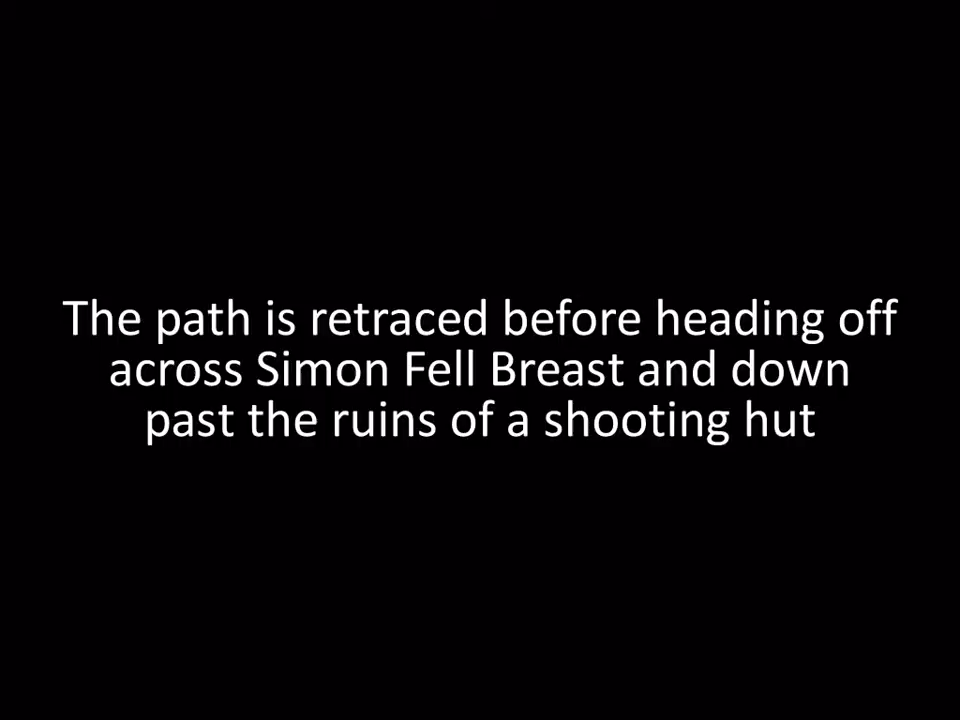 The path is retraced before heading off
across Simon Fell Breast and down
past the ruins of a shooting hut